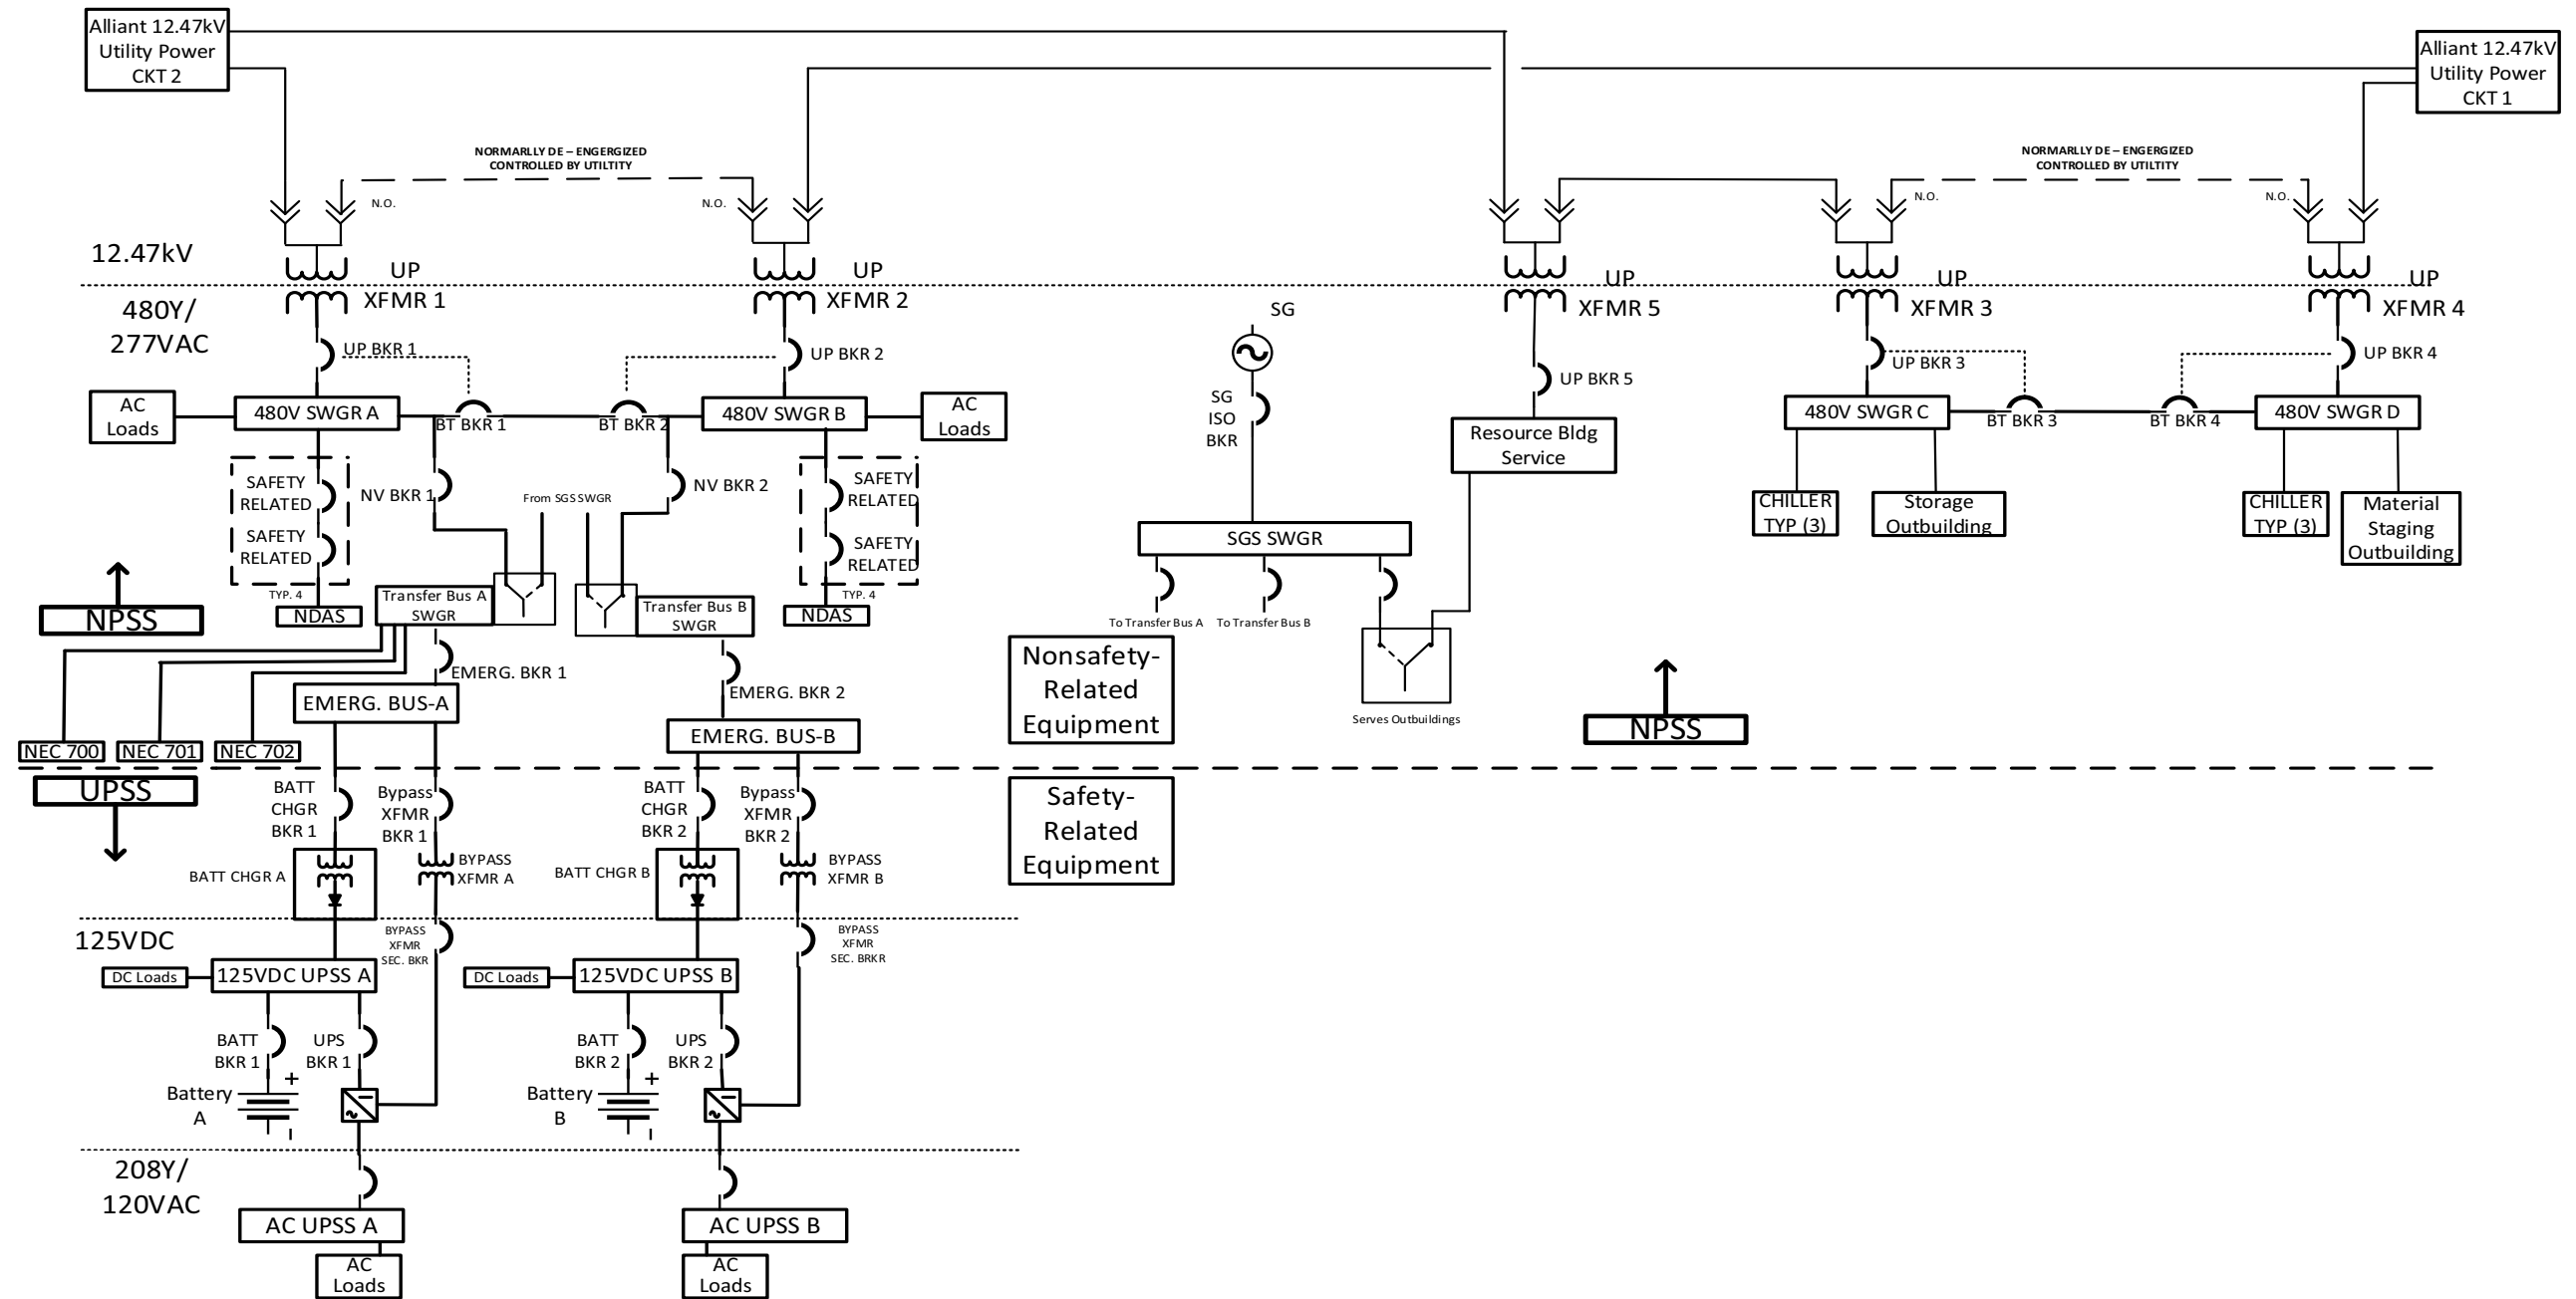 Alliant 12.47kV
Utility Power
CKT 2
Alliant 12.47kV
Utility Power
CKT 1
NORMARLLY DE – ENGERGIZED
CONTROLLED BY UTILTITY
NORMARLLY DE – ENGERGIZED
CONTROLLED BY UTILTITY
N.O.
N.O.
N.O.
N.O.
12.47kV
UP
XFMR 1
UP
XFMR 2
UP
XFMR 5
UP
XFMR 3
UP
XFMR 4
480Y/
277VAC
SG
UP BKR 1
UP BKR 2
UP BKR 3
UP BKR 4
UP BKR 5
SG
ISO
BKR
AC
Loads
480V SWGR A
BT BKR 1
BT BKR 2
480V SWGR B
AC
Loads
480V SWGR C
BT BKR 3
BT BKR 4
480V SWGR D
Resource Bldg
Service
SAFETY
RELATED
SAFETY
RELATED
TYP. 4
NDAS
NV BKR 1
From SGS SWGR
NV BKR 2
SAFETY
RELATED
SAFETY
RELATED
TYP. 4
NDAS
CHILLER
TYP (3)
Storage
Outbuilding
CHILLER
TYP (3)
Material
Staging
Outbuilding
SGS SWGR
To Transfer Bus A
To Transfer Bus B
Serves Outbuildings
NPSS
Transfer Bus A
SWGR
Transfer Bus B
SWGR
EMERG. BKR 1
EMERG. BKR 2
Nonsafety-
Related
Equipment
NPSS
EMERG. BUS-A
EMERG. BUS-B
NEC 700
NEC 701
NEC 702
UPSS
BATT
CHGR
BKR 1
Bypass
XFMR
BKR 1
BATT
CHGR
BKR 2
Bypass
XFMR
BKR 2
Safety-
Related
Equipment
BATT CHGR A
BYPASS
XFMR A
BATT CHGR B
BYPASS
XFMR B
125VDC
BYPASS
XFMR
SEC. BKR
BYPASS
XFMR
SEC. BRKR
DC Loads
125VDC UPSS A
DC Loads
125VDC UPSS B
BATT
BKR 1
UPS
BKR 1
BATT
BKR 2
UPS
BKR 2
Battery
A
+
Battery
B
+
208Y/
120VAC
AC UPSS A
AC UPSS B
AC
Loads
AC
Loads